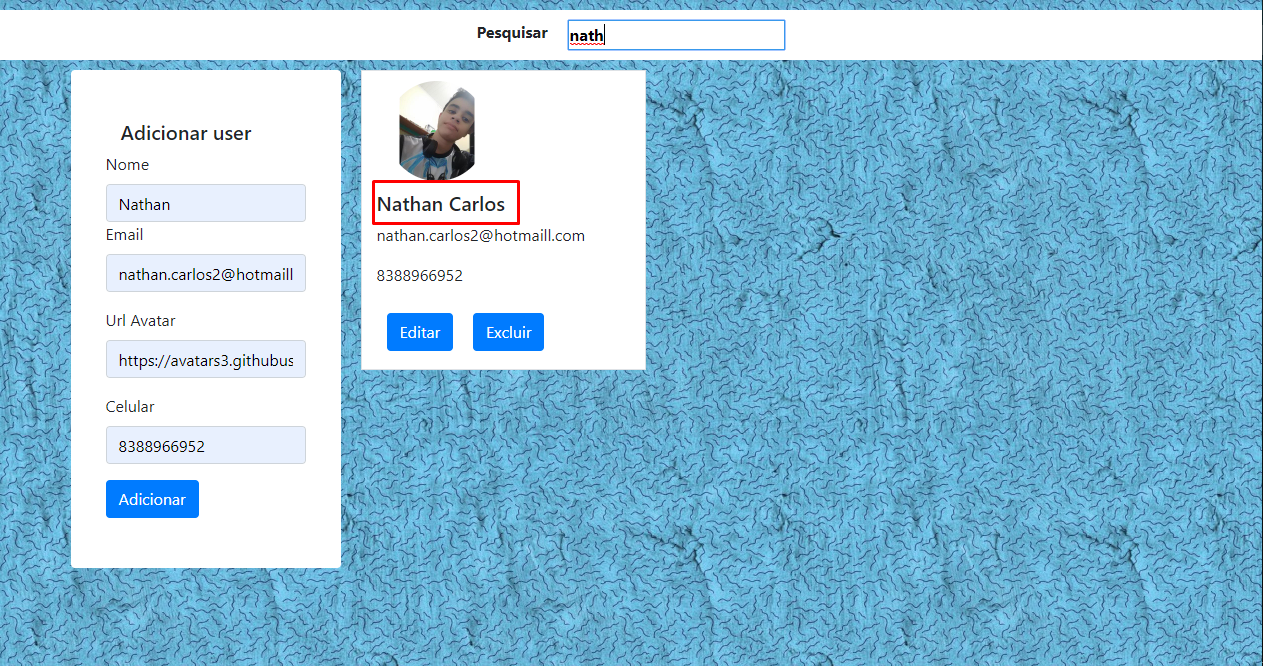 Pesquisar nath
Adicionar user
Nome
Nathan
Email
nathan.carlos2@hotmaill
Url Avatar
https://avatars3.githubus
Celular
8388966952
Adicionar
Nathan Carlos
nathan.carlos2@hotmaill.com
8388966952
Editar Excluir